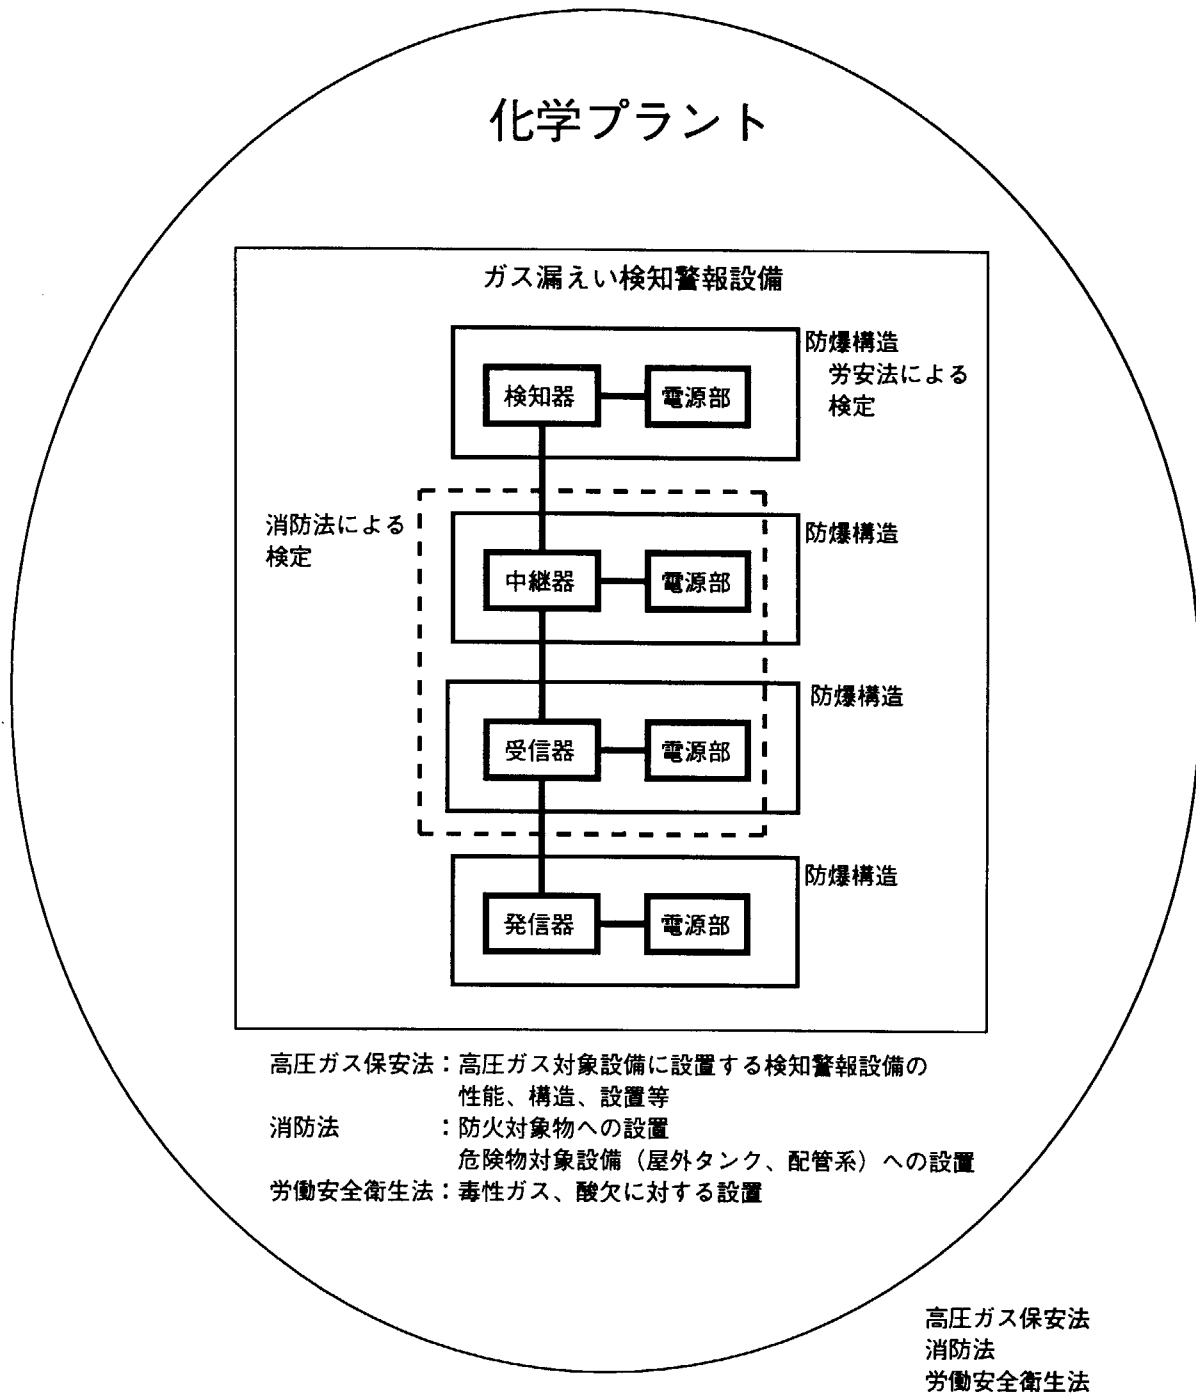 化学プラント
ガス漏えい検知警報設備
防爆構造
労安法による
検定
検知器
電源部
消防法による
検定
防爆構造
中継器
電源部
防爆構造
受信器
電源部
防爆構造
発信器
電源部
高圧ガス保安法：高圧ガス対象設備に設置する検知警報設備の
性能、構造、設置等
消防法　　　　：防火対象物への設置
危険物対象設備（屋外タンク、配管系）への設置
労働安全衛生法：毒性ガス、酸欠に対する設置
高圧ガス保安法
消防法
労働安全衛生法